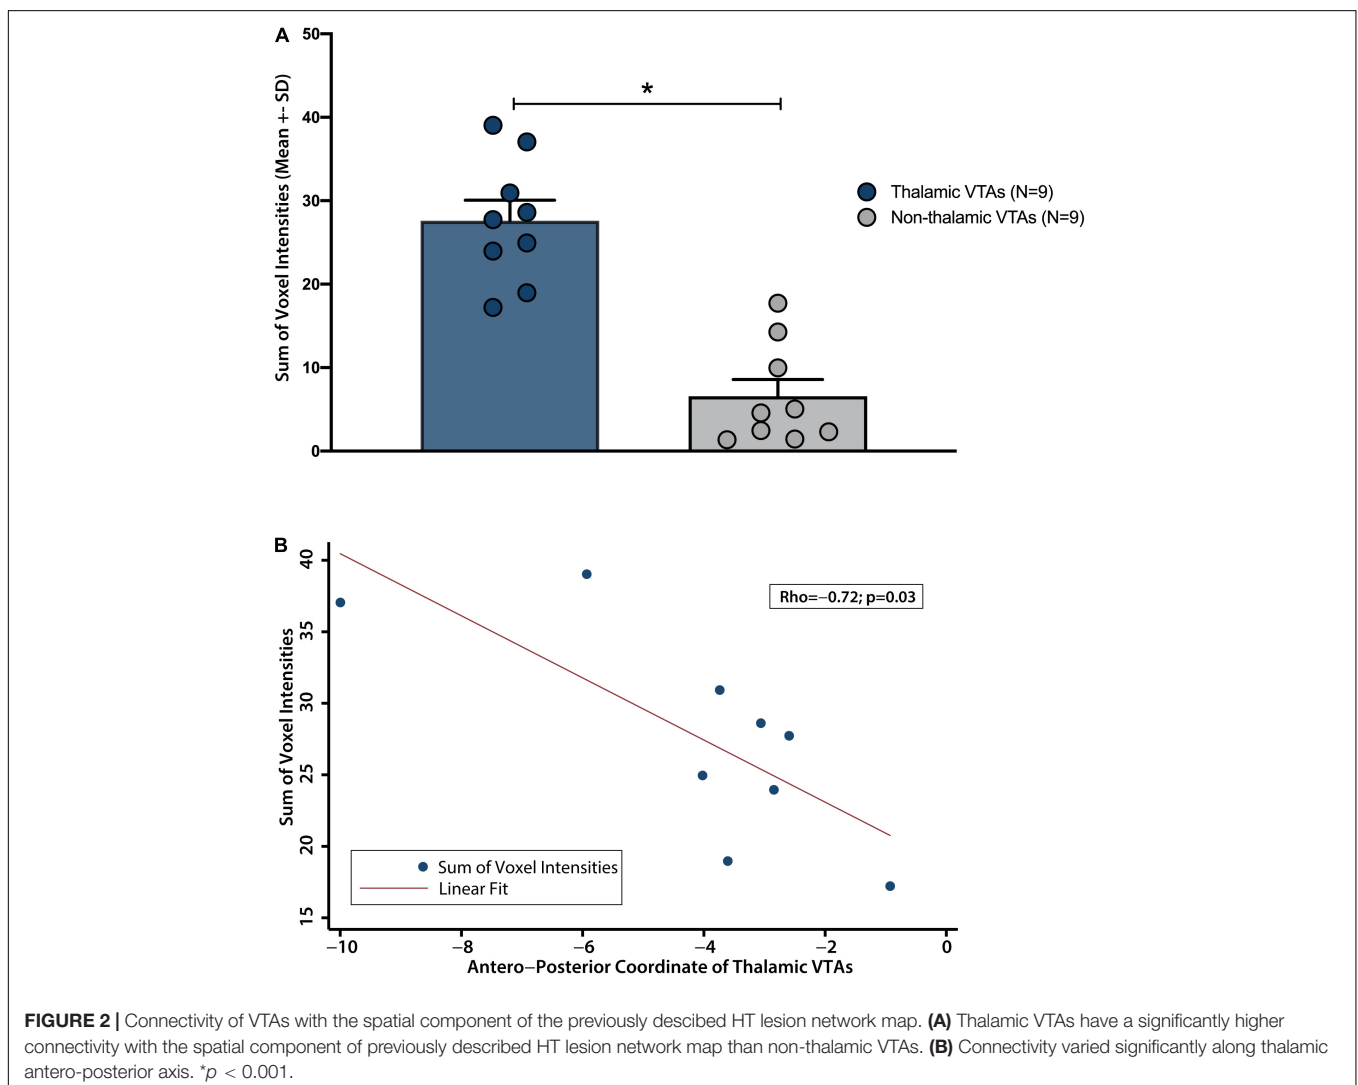 A
50
40
30
20
10
0
Sum of Voxel Intensities (Mean +- SD)
*
Thalamic VTAs (N=9)
Non-thalamic VTAs (N=9)
B
40
35
30
25
20
15
Sum of Voxel Intensities
Rho=−0.72; p=0.03
Sum of Voxel Intensities
Linear Fit
−10 −8 −6 −4 −2 0
Antero−Posterior Coordinate of Thalamic VTAs
FIGURE 2 | Connectivity of VTAs with the spatial component of the previously descibed HT lesion network map. (A) Thalamic VTAs have a significantly higher
connectivity with the spatial component of previously described HT lesion network map than non-thalamic VTAs. (B) Connectivity varied significantly along thalamic
antero-posterior axis. *p < 0.001.